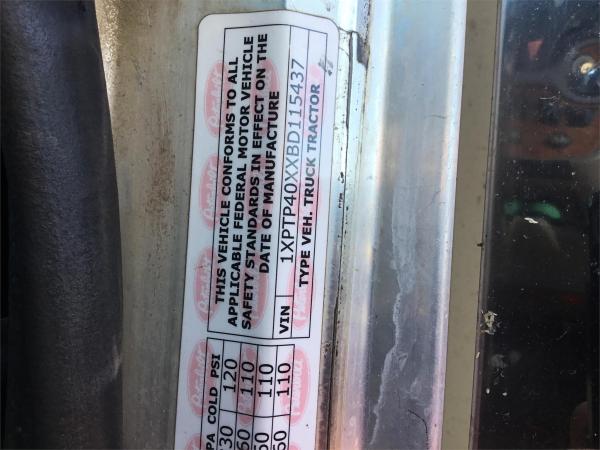 THIS VEHICLE CONFORMS TO ALL
APPLICABLE FEDERAL MOTOR VEHICLE
SAFETY STANDARDS IN EFFECT ON THE
DATE OF MANUFACTURE
VIN 1XPTP40XXBD115437
TYPE VEH. TRUCK TRACTOR
COLD PSI
120
110
110
110